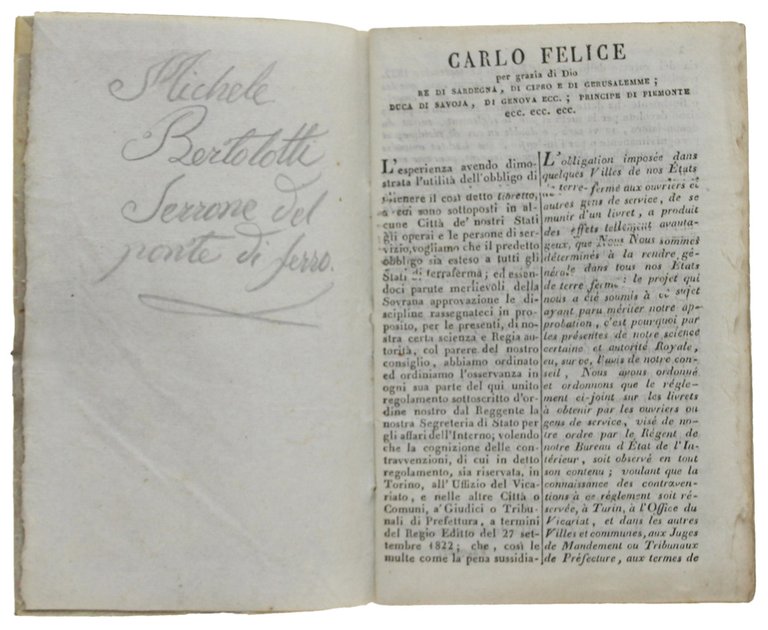 Michele
Bertolotti
Serrone del
ponte di ferro.
CARLO FELICE
per grazia di Dio
RE DI SARDEGNA, DI CIPRO E DI GERUSALEMME;
DUCA DI SAVOJA, DI GENOVA ECC.; PRINCIPE DI PIEMONTE
ECC. ECC. ECC.
L'esperienza avendo dimo-
strata l'utilità dell'obbligo di
ottenere il così detto libretto,
a cui sono sottoposti in al-
cune Città de' nostri Stati
gli operai e le persone di ser-
vizio, vogliamo che il predetto
obbligo sia esteso a tutti gli
Stati di terraferma; ed essen-
doci parute meritevoli della
Sovrana approvazione le di-
scipline rassegnateci in pro-
posito, per le presenti, di no-
stra certa scienza e Regia au-
torità, col parere del nostro
consiglio, abbiamo ordinato
ed ordiniamo l'osservanza in
ogni sua parte del qui unito
regolamento sottoscritto d'or-
dine nostro dal Reggente la
nostra Segreteria di Stato per
gli affari dell'Interno; volendo
che la cognizione delle con-
travvenzioni, di cui in detto
regolamento, sia riservata, in
Torino, all'Uffizio del Vica-
riato, e nelle altre Città o
Comuni, a' Giudici o Tribu-
nali di Prefettura, a termini
del Regio Editto del 27 set-
tembre 1822; che, così le
multe come la pena sussidia-
L'obligation imposée dans
quelques Villes de nos États
de terre-ferme aux ouvriers et
autres gens de service, de se
munir d'un livret, a produit
des effets tellement avanta-
geux, que Nous Nous sommes
déterminés à la rendre gé-
nérale dans tous nos États
de terre ferme: le projet qui
nous a été soumis à ce sujet
ayant paru mériter notre ap-
probation, c'est pourquoi par
les présentes de notre science
certaine et autorité Royale,
eu, sur ce, l'avis de notre con-
seil, Nous avons ordonné
et ordonnons que le régle-
ment ci-joint sur les livrets
à obtenir par les ouvriers ou
gens de service, visé de no-
tre ordre par le Régent de
notre Bureau d'État de l'In-
térieur, soit observé en tout
son contenu; voulant que la
connaissance des contraven-
tions à ce réglement soit ré-
servée, à Turin, à l'Office du
Vicariat, et dans les autres
Villes et communes, aux Juges
de Mandement ou Tribunaux
de Préfecture, aux termes de